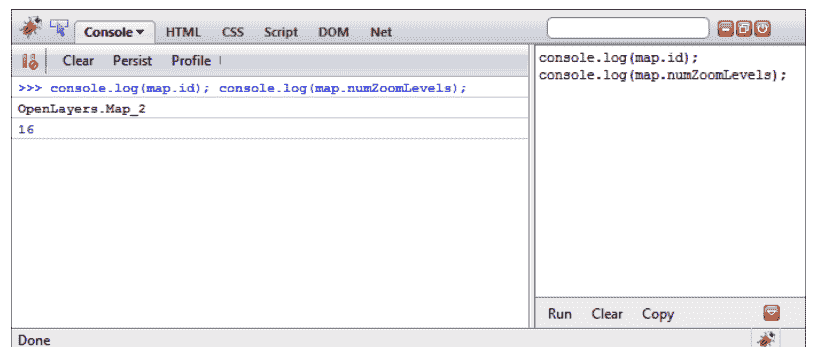 Console HTML CSS Script DOM Net
Clear Persist Profile
>>> console.log(map.id); console.log(map.numZoomLevels);
OpenLayers.Map_2
16
console.log(map.id);
console.log(map.numZoomLevels);
Run Clear Copy
Done